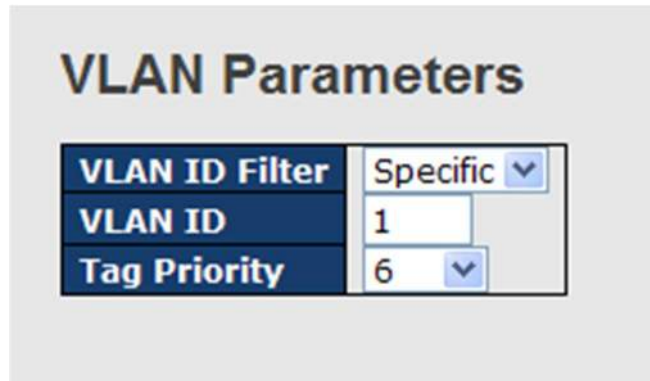 VLAN Parameters
VLAN ID Filter Specific
VLAN ID 1
Tag Priority 6